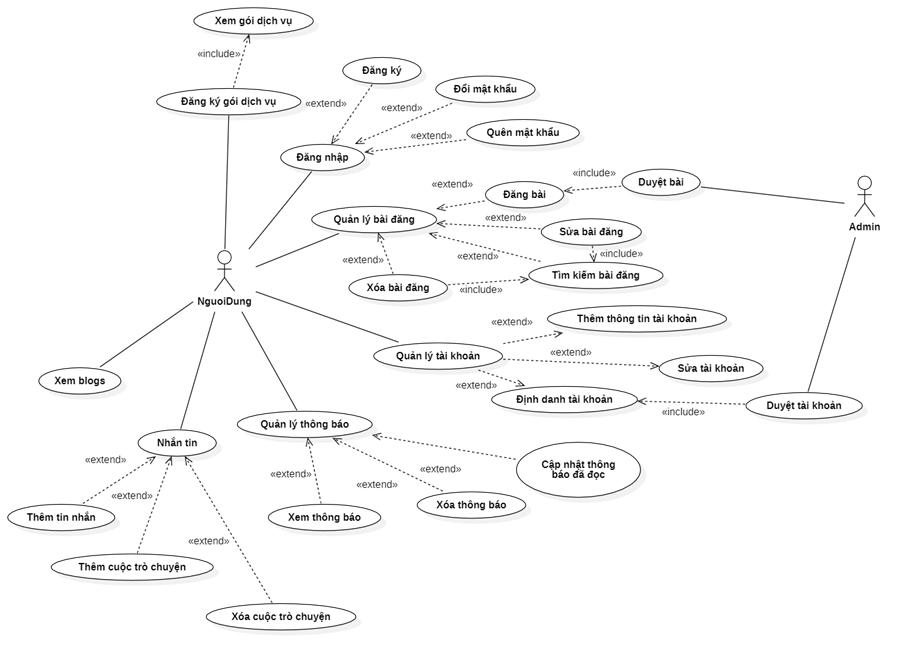 Xem gói dịch vụ
«include»
Đăng ký gói dịch vụ
Đăng ký
«extend»
Đổi mật khẩu
«extend»
Quên mật khẩu
«extend»
Đăng nhập
«include»
Duyệt bài
«extend»
Đăng bài
Quản lý bài đăng
«extend»
Sửa bài đăng
Admin
«extend»
«include»
«extend»
Tìm kiếm bài đăng
Xóa bài đăng
«include»
NguoiDung
Thêm thông tin tài khoản
«extend»
Quản lý tài khoản
«extend»
Sửa tài khoản
«extend»
Định danh tài khoản
«include»
Duyệt tài khoản
Xem blogs
Quản lý thông báo
Nhắn tin
«extend»
«extend»
«extend»
«extend»
Cập nhật thông
báo đã đọc
«extend»
Thêm tin nhắn
Xem thông báo
Xóa thông báo
«extend»
Thêm cuộc trò chuyện
Xóa cuộc trò chuyện